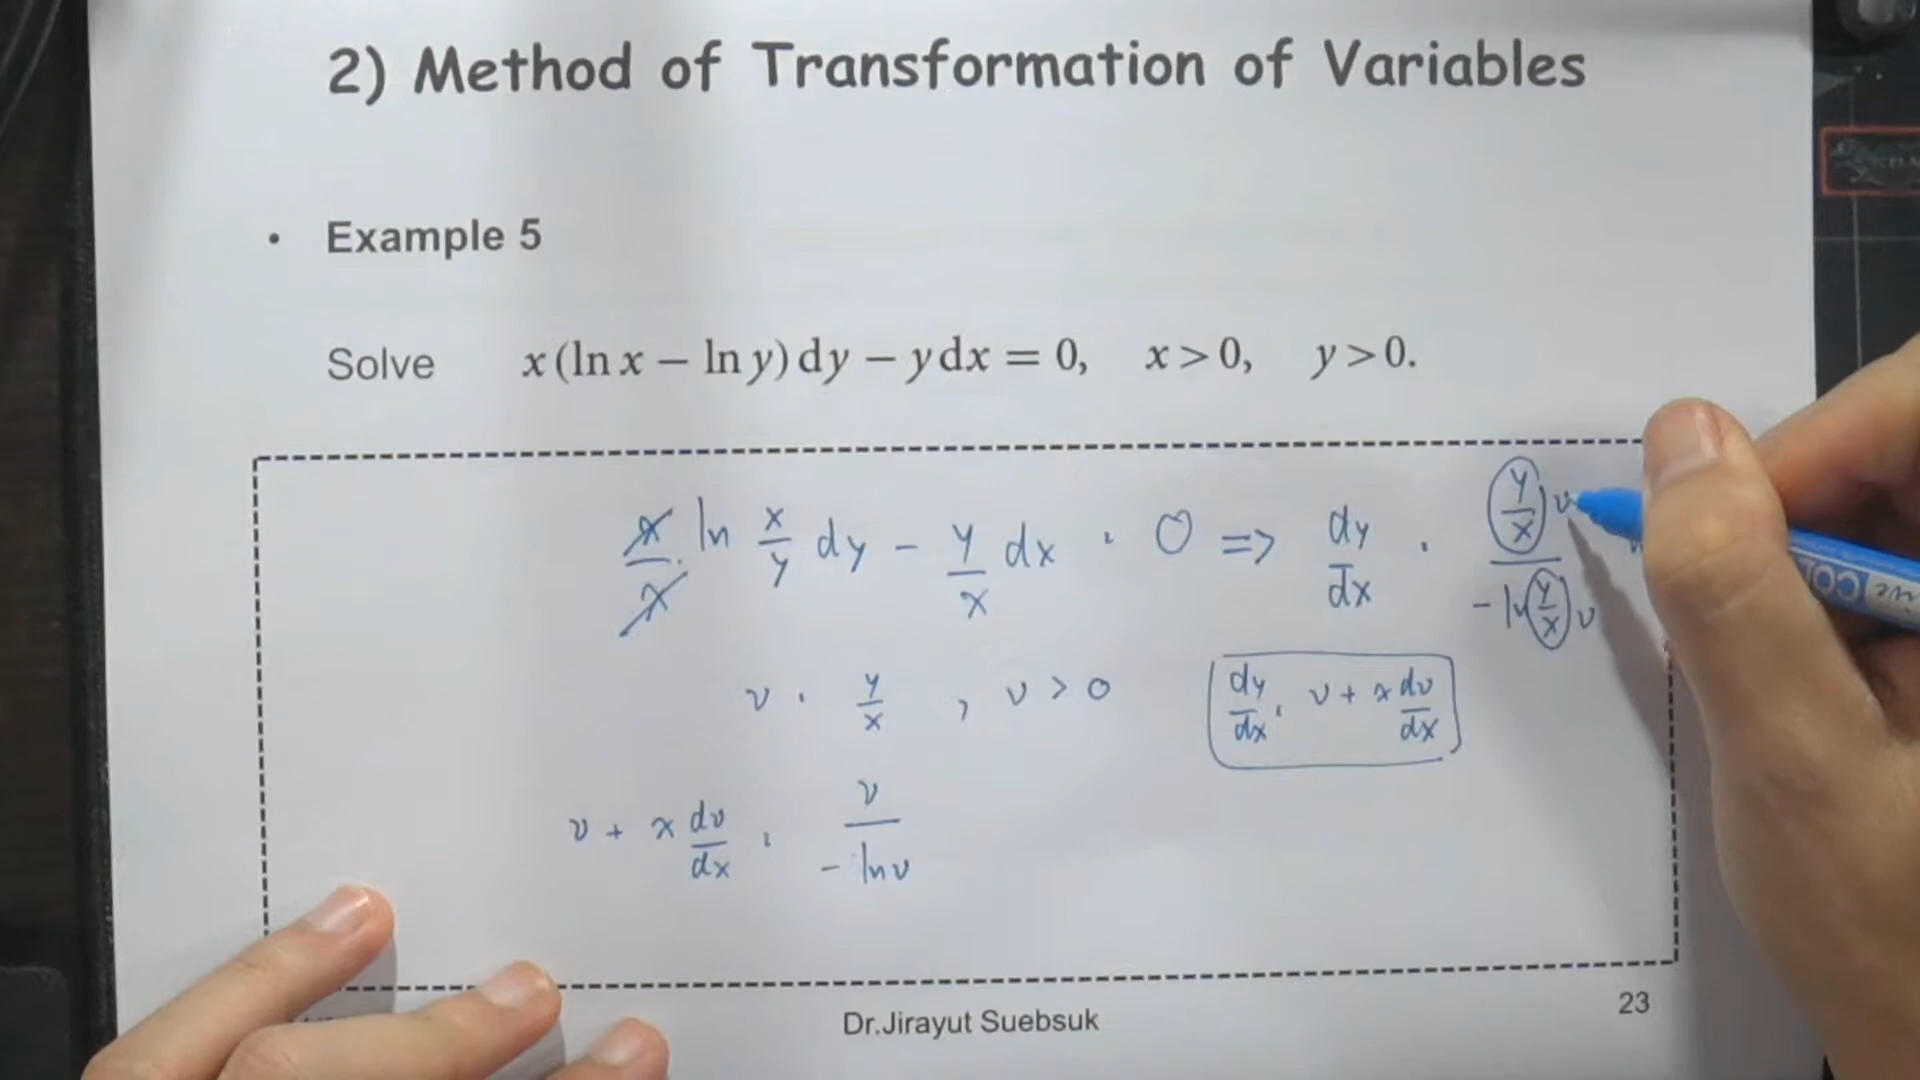 2) Method of Transformation of Variables
• Example 5
Solve x(ln x − ln y)dy − ydx = 0, x>0, y>0.
x/x ln x/y dy - y/x dx = 0 => dy/dx = (y/x) v / -ln(y/x) v
v = y/x , v > 0 dy/dx = v + x dv/dx
v + x dv/dx = v / -ln v
Dr.Jirayut Suebsuk
23